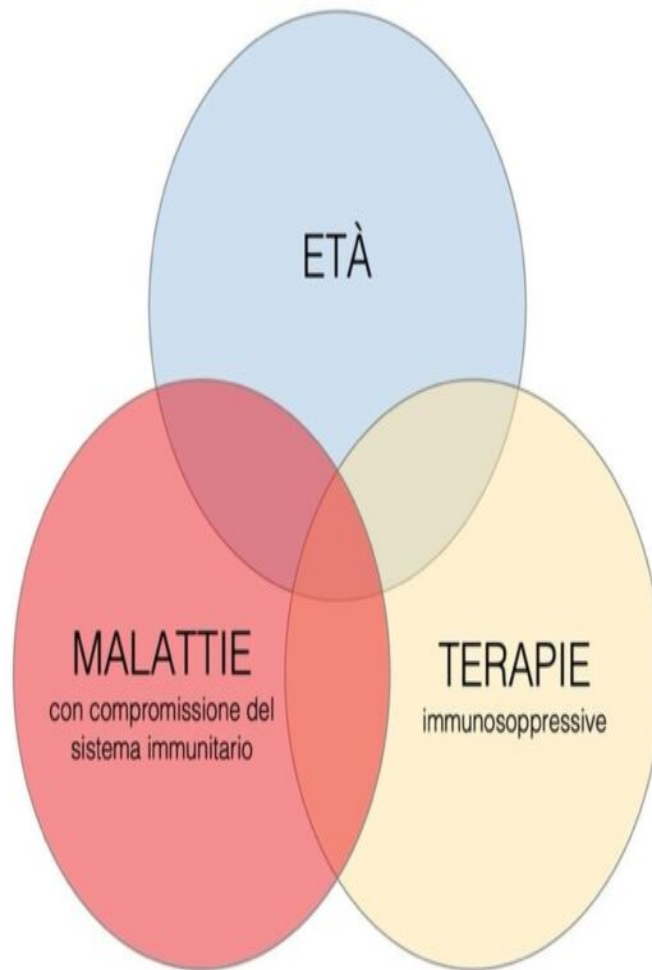 ETÀ
MALATTIE
con compromissione del
sistema immunitario
TERAPIE
immunosoppressive